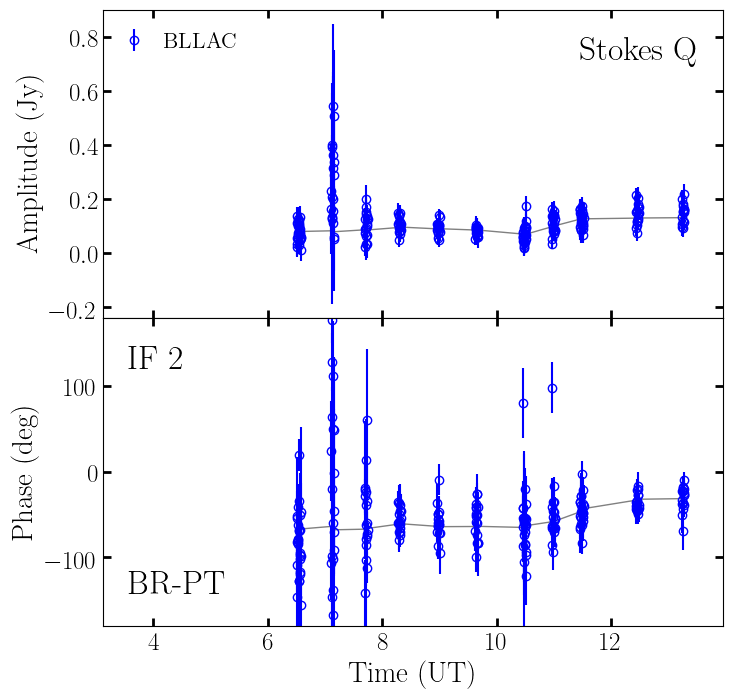 BLLAC
Stokes Q
0.8
0.6
0.4
0.2
0.0
−0.2
Amplitude (Jy)
IF 2
100
0
−100
Phase (deg)
BR-PT
4 6 8 10 12
Time (UT)